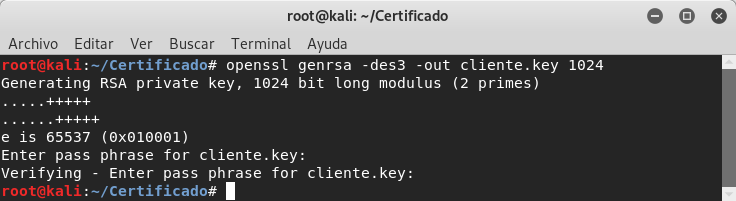 root@kali: ~/Certificado
Archivo Editar Ver Buscar Terminal Ayuda
root@kali:~/Certificado# openssl genrsa -des3 -out cliente.key 1024
Generating RSA private key, 1024 bit long modulus (2 primes)
.....+++++
......+++++
e is 65537 (0x010001)
Enter pass phrase for cliente.key:
Verifying - Enter pass phrase for cliente.key:
root@kali:~/Certificado#